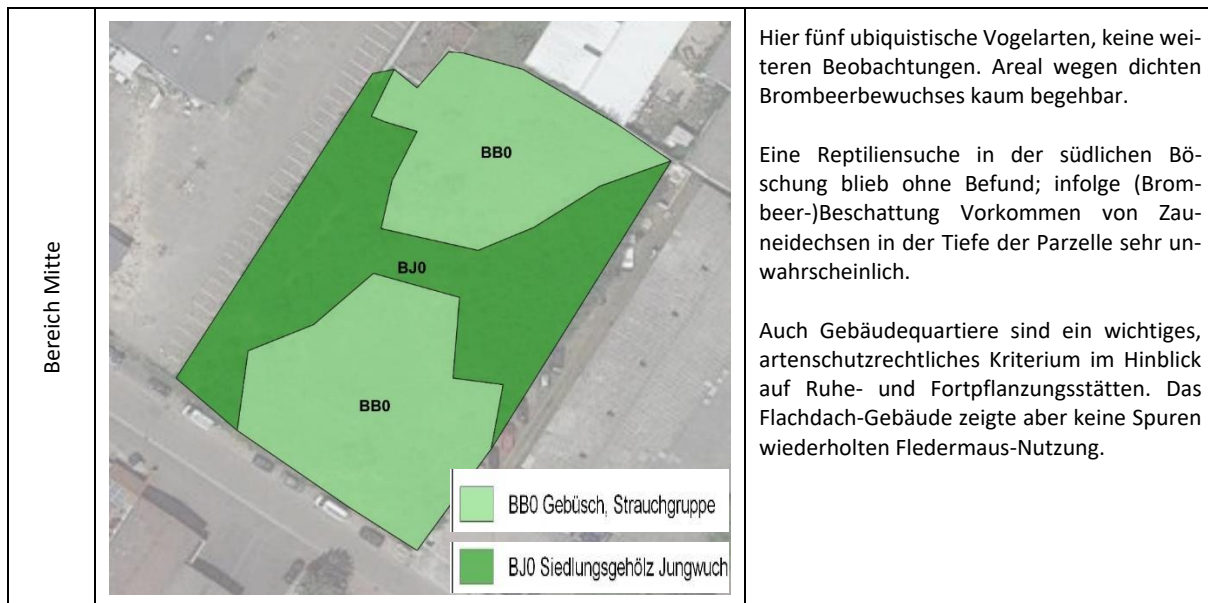 Bereich Mitte
BB0
BJ0
BB0
BB0 Gebüsch, Strauchgruppe
BJ0 Siedlungsgehölz Jungwuch
Hier fünf ubiquistische Vogelarten, keine wei-
teren Beobachtungen. Areal wegen dichten
Brombeerbewuchses kaum begehbar.
Eine Reptiliensuche in der südlichen Bö-
schung blieb ohne Befund; infolge (Brom-
beer-)Beschattung Vorkommen von Zau-
neidechsen in der Tiefe der Parzelle sehr un-
wahrscheinlich.
Auch Gebäudequartiere sind ein wichtiges,
artenschutzrechtliches Kriterium im Hinblick
auf Ruhe- und Fortpflanzungsstätten. Das
Flachdach-Gebäude zeigte aber keine Spuren
wiederholten Fledermaus-Nutzung.